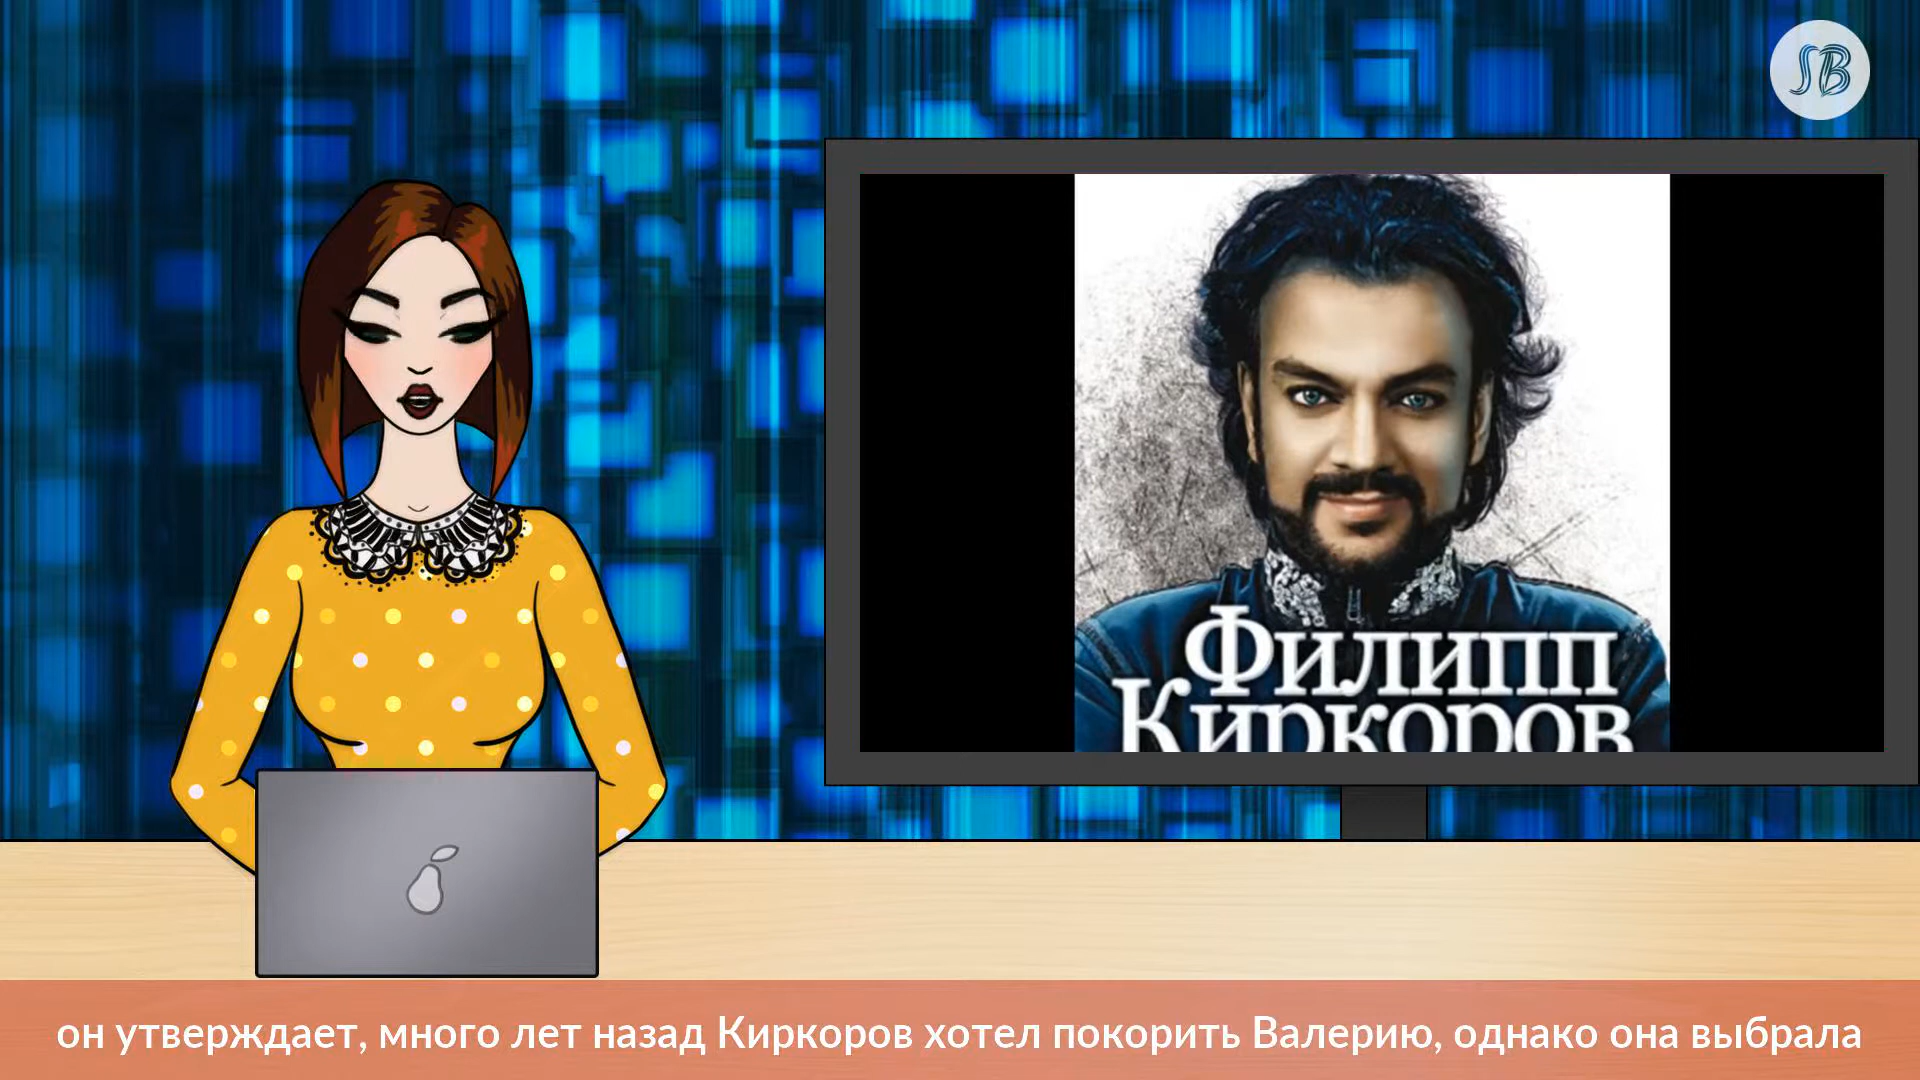 SB
Филипп
Киркоров
он утверждает, много лет назад Киркоров хотел покорить Валерию, однако она выбрала